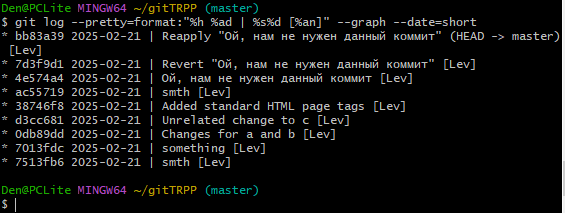 Den@PCLite MINGW64 ~/gitTRPP (master)
$ git log --pretty=format:"%h %ad | %s%d [%an]" --graph --date=short
* bb83a39 2025-02-21 | Reapply "Ой, нам не нужен данный коммит" (HEAD -> master)
[Lev]
* 7d3f9d1 2025-02-21 | Revert "Ой, нам не нужен данный коммит" [Lev]
* 4e574a4 2025-02-21 | Ой, нам не нужен данный коммит [Lev]
* ac55719 2025-02-21 | smth [Lev]
* 38746f8 2025-02-21 | Added standard HTML page tags [Lev]
* d3cc681 2025-02-21 | Unrelated change to c [Lev]
* 0db89dd 2025-02-21 | Changes for a and b [Lev]
* 7013fdc 2025-02-21 | something [Lev]
* 7513fb6 2025-02-21 | smth [Lev]
Den@PCLite MINGW64 ~/gitTRPP (master)
$